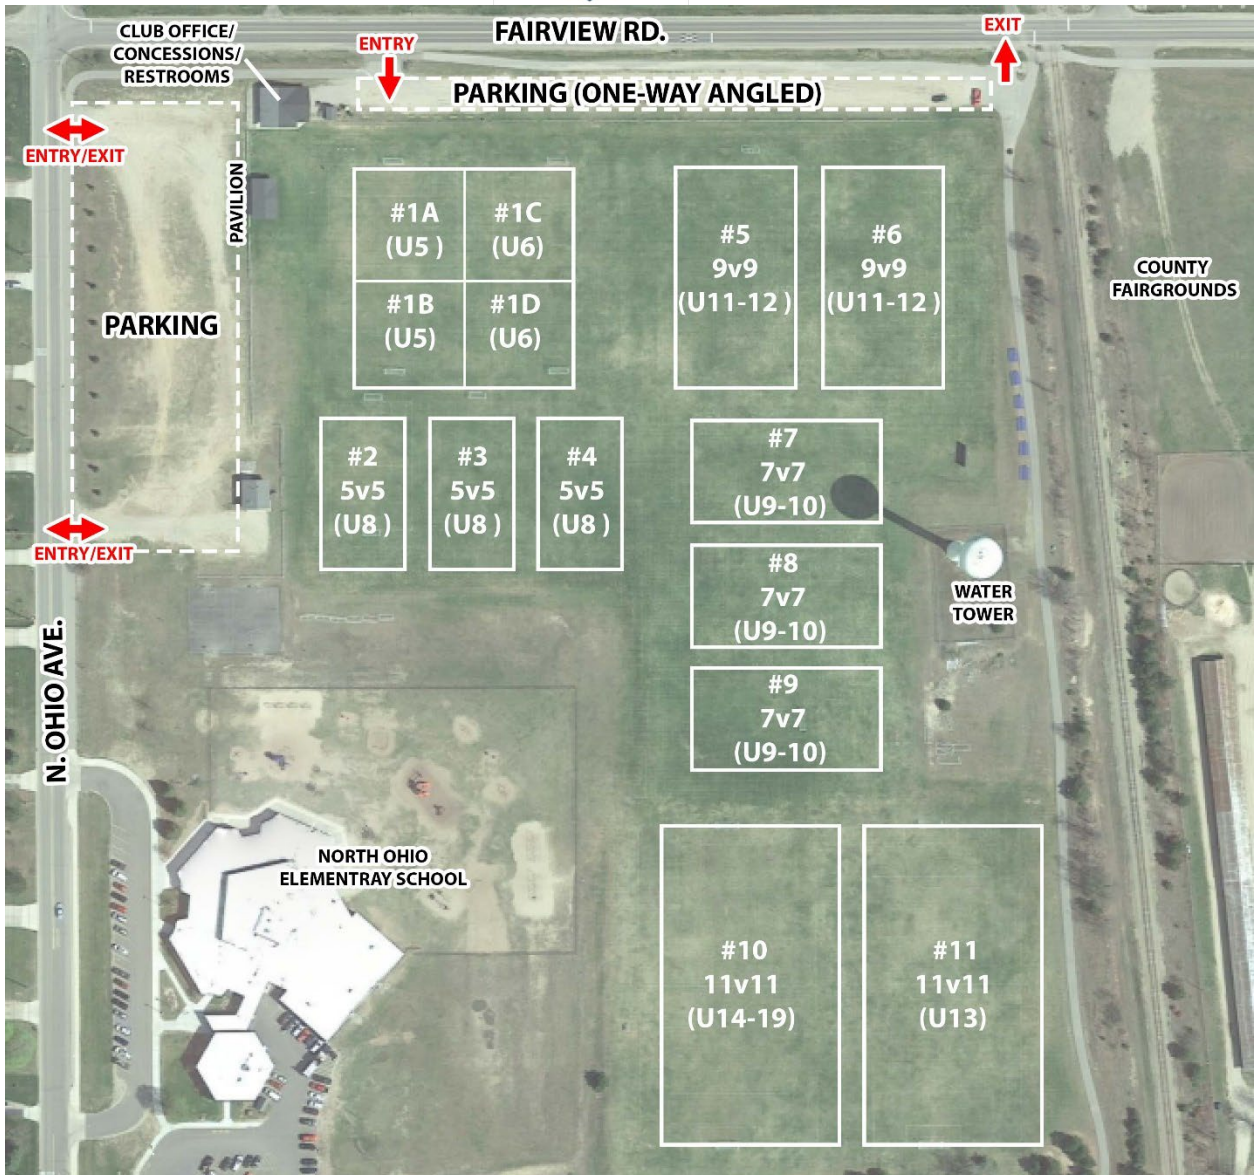 FAIRVIEW RD.
CLUB OFFICE/
CONCESSIONS/
RESTROOMS
ENTRY
EXIT
PARKING (ONE-WAY ANGLED)
ENTRY/EXIT
PAVILION
#1A
(U5 )
#1C
(U6)
#1B
(U5)
#1D
(U6)
#5
9v9
(U11-12 )
#6
9v9
(U11-12 )
COUNTY
FAIRGROUNDS
PARKING
#2
5v5
(U8 )
#3
5v5
(U8 )
#4
5v5
(U8 )
#7
7v7
(U9-10)
ENTRY/EXIT
#8
7v7
(U9-10)
WATER
TOWER
N. OHIO AVE.
#9
7v7
(U9-10)
NORTH OHIO
ELEMENTRAY SCHOOL
#10
11v11
(U14-19)
#11
11v11
(U13)